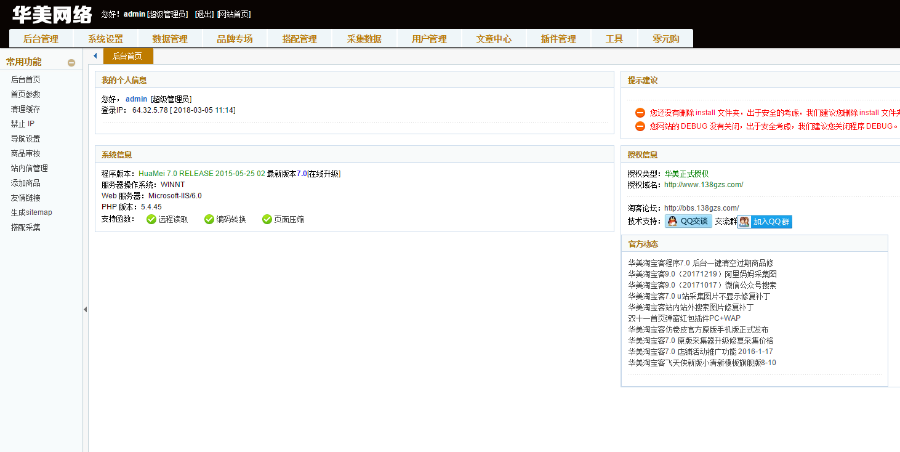 华美网络
您好！admin [超级管理员] [退出] [网站首页]
后台管理 系统设置 数据管理 品牌专场 搭配管理 采集数据 用户管理 文章中心 插件管理 工具 零元购
常用功能
后台首页
后台首页
首页参数
清理缓存
禁止 IP
导航设置
商品审核
站内信管理
添加商品
友情链接
生成sitemap
搭配采集
我的个人信息
您好， admin [超级管理员]
登录IP： 64.32.5.78 [ 2018-03-05 11:14]
系统信息
程序版本：HuaMei 7.0 RELEASE 2015-05-25 02 最新版本7.0[在线升级]
服务器操作系统：WINNT
Web 服务器：Microsoft-IIS/6.0
PHP 版本：5.4.45
支持函数： 远程读取 编码转换 页面压缩
提示建议
您还没有删除 install 文件夹，出于安全的考虑，我们建议您删除 install 文件夹
您网站的 DEBUG 没有关闭，出于安全考虑，我们建议您关闭程序 DEBUG。
授权信息
授权类型：华美正式授权
授权域名：http://www.138gzs.com/
淘客论坛：http://bbs.138gzs.com/
技术支持： QQ交谈 交流群 加入QQ群
官方动态
华美淘宝客程序7.0 后台一键清空过期商品修
华美淘宝客9.0（20171219）阿里妈妈采集图
华美淘宝客9.0（20171017）微信公众号搜索
华美淘宝客7.0 u站采集图片不显示修复补丁
华美淘宝客站内站外搜索图片修复补丁
双十一首页弹窗红包插件PC+WAP
华美淘宝客仿卷皮官方原版手机版正式发布
华美淘宝客7.0 原版采集器升级修复采集价格
华美淘宝客7.0 店铺活动推广功能 2016-1-17
华美淘宝客飞天侠新版小清新模板旗舰版8-10